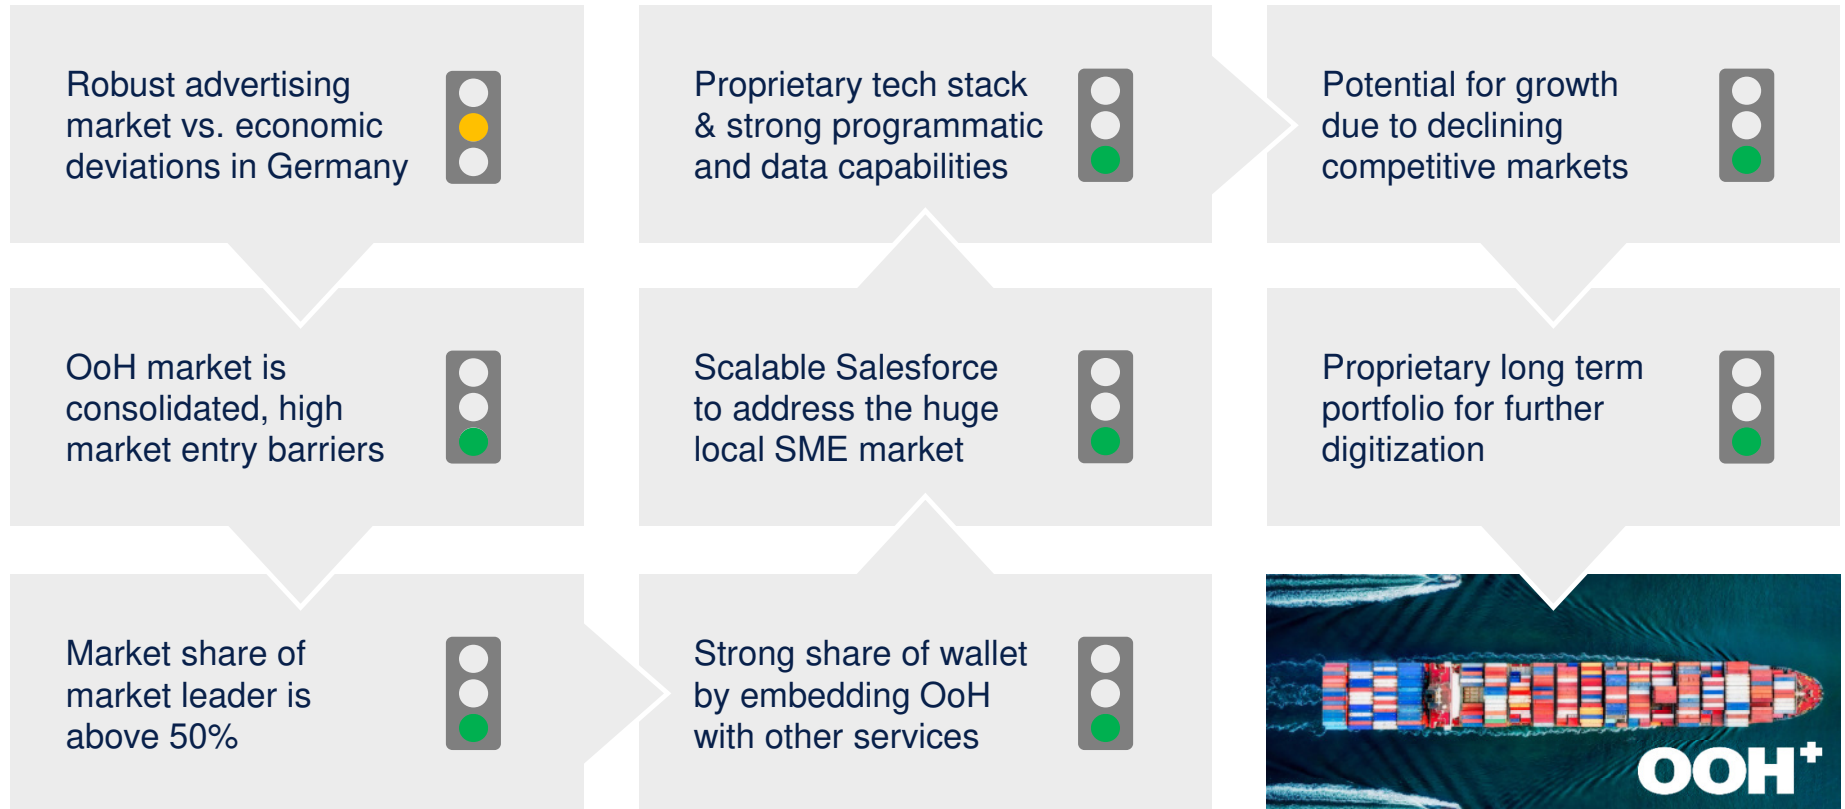 Robust advertising
market vs. economic
deviations in Germany
OoH market is
consolidated, high
market entry barriers
Market share of
market leader is
above 50%
Strong share of wallet
by embedding OoH
with other services
Scalable Salesforce
to address the huge
local SME market
Proprietary tech stack
& strong programmatic
and data capabilities
Potential for growth
due to declining
competitive markets
Proprietary long term
portfolio for further
digitization
OOH+